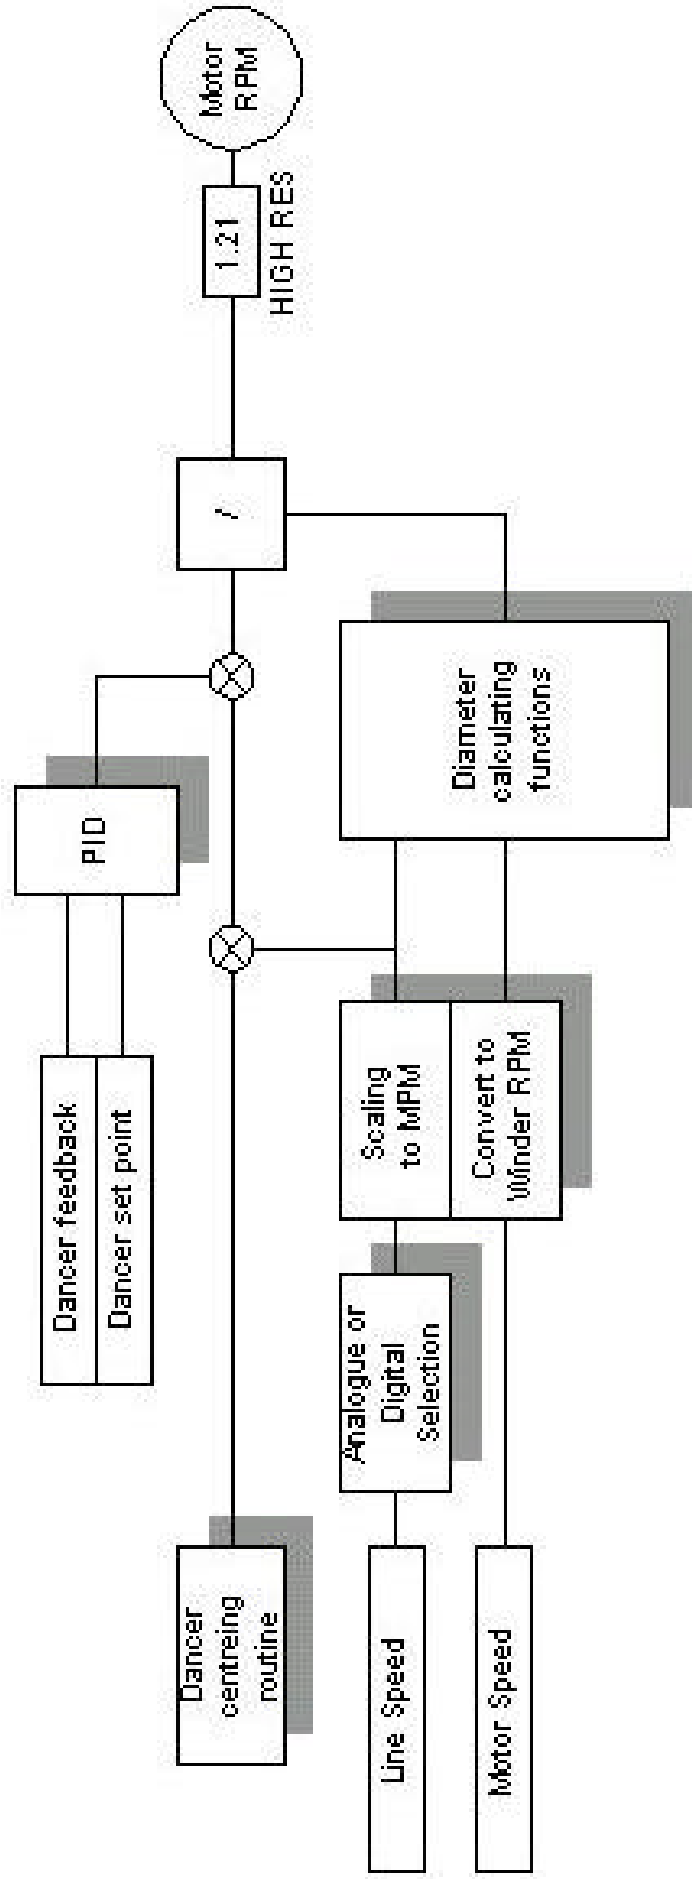 Dancer feedback
Dancer set point
PID
Dancer
centreing
routine
/
1.21
HIGH RES
Motor
RPM
Line Speed
Analogue or
Digital
Selection
Scaling
to MPM
Motor Speed
Convert to
Winder RPM
Diameter
calculating
functions